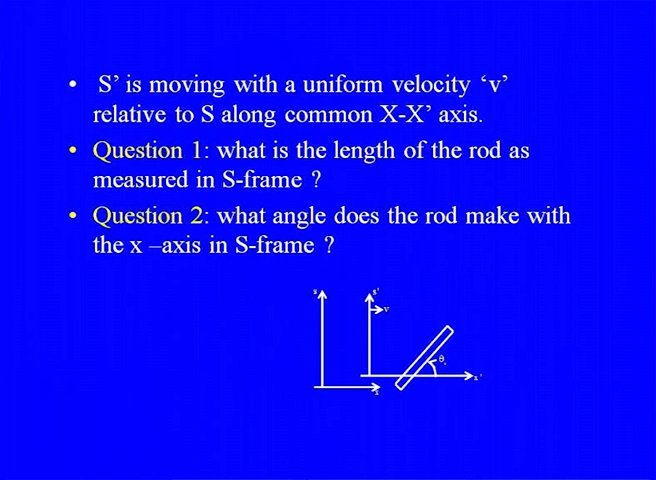 • S’ is moving with a uniform velocity ‘v’
relative to S along common X-X’ axis.
• Question 1: what is the length of the rod as
measured in S-frame ?
• Question 2: what angle does the rod make with
the x –axis in S-frame ?
s
s'
v
θ
x'
x